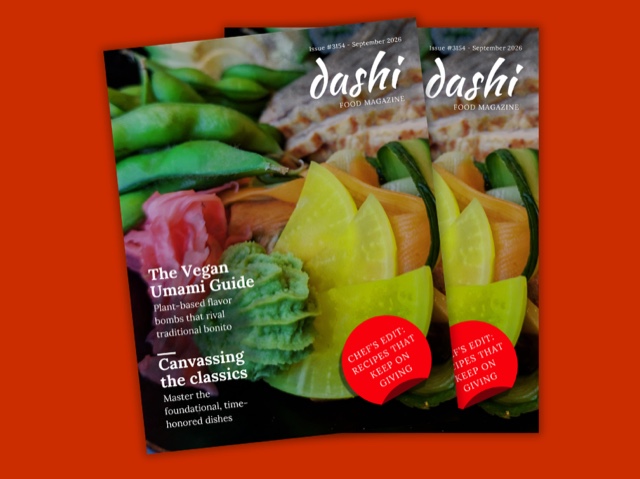 Issue #3154 - September 2026
dashi
FOOD MAGAZINE
The Vegan
Umami Guide
Plant-based flavor
bombs that rival
traditional bonito
Canvassing
the classics
Master the
foundational, time-
honored dishes
CHEF'S EDIT:
RECIPES THAT
KEEP ON
GIVING
Issue #3154 - September 2026
dashi
FOOD MAGAZINE
EF'S EDIT:
IPES THAT
KEEP ON
GIVING